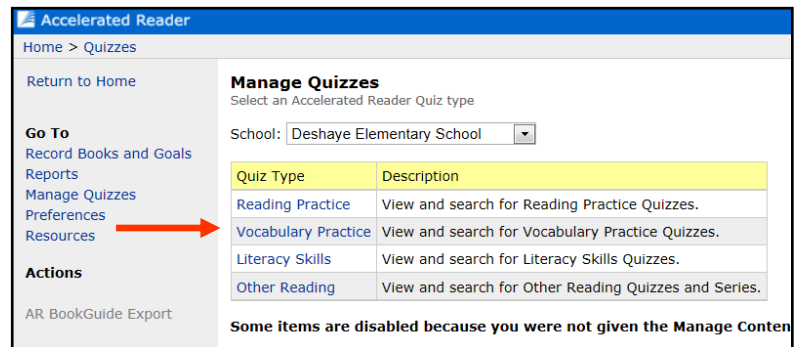 Accelerated Reader
Home > Quizzes
Return to Home
Go To
Record Books and Goals
Reports
Manage Quizzes
Preferences
Resources
Actions
AR BookGuide Export
Manage Quizzes
Select an Accelerated Reader Quiz type
School: Deshaye Elementary School
Quiz Type Description
Reading Practice View and search for Reading Practice Quizzes.
Vocabulary Practice View and search for Vocabulary Practice Quizzes.
Literacy Skills View and search for Literacy Skills Quizzes.
Other Reading View and search for Other Reading Quizzes and Series.
Some items are disabled because you were not given the Manage Conten